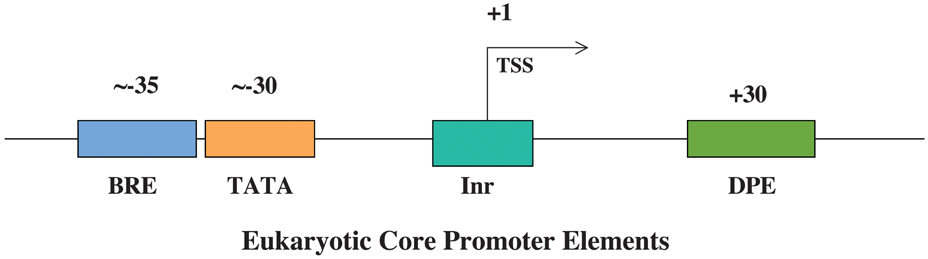 +1
TSS
~-35
~-30
+30
BRE
TATA
Inr
DPE
Eukaryotic Core Promoter Elements